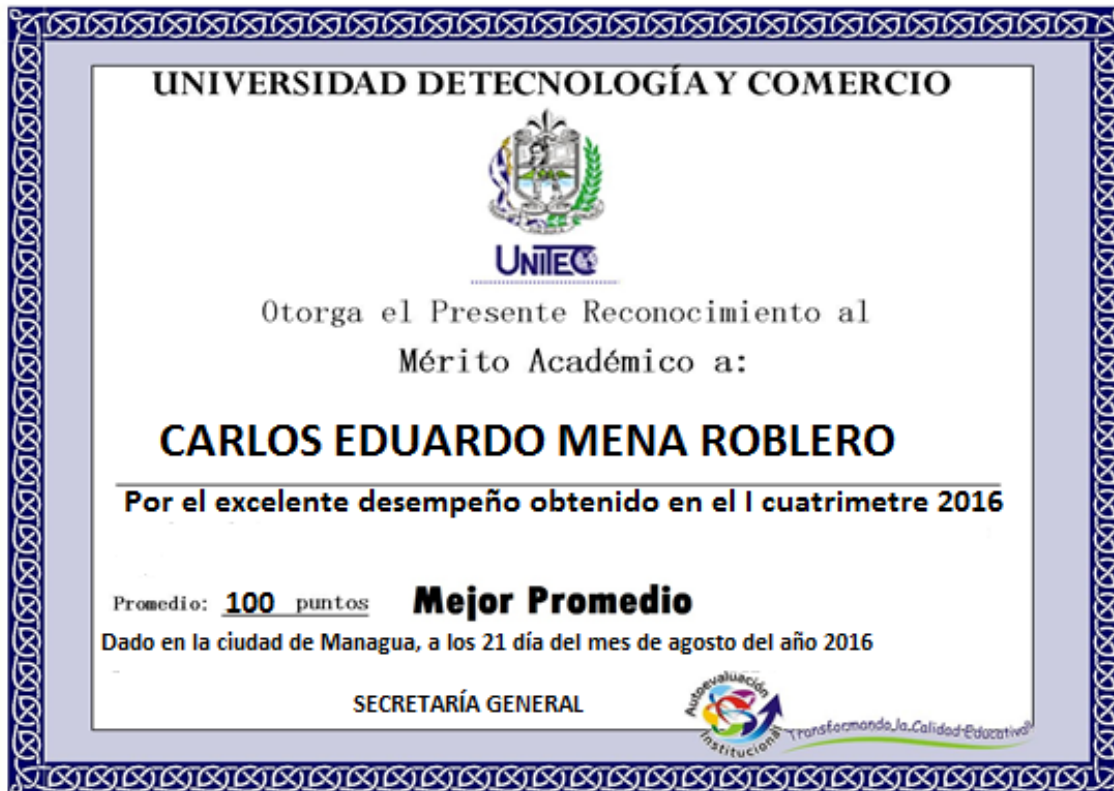 UNIVERSIDAD DE TECNOLOGÍA Y COMERCIO
UNITEC
Otorga el Presente Reconocimiento al
Mérito Académico a:
CARLOS EDUARDO MENA ROBLERO
Por el excelente desempeño obtenido en el I cuatrimetre 2016
Promedio: 100 puntos Mejor Promedio
Dado en la ciudad de Managua, a los 21 día del mes de agosto del año 2016
SECRETARÍA GENERAL
Autoevaluación
Institucional
"Transformando la Calidad Educativa"